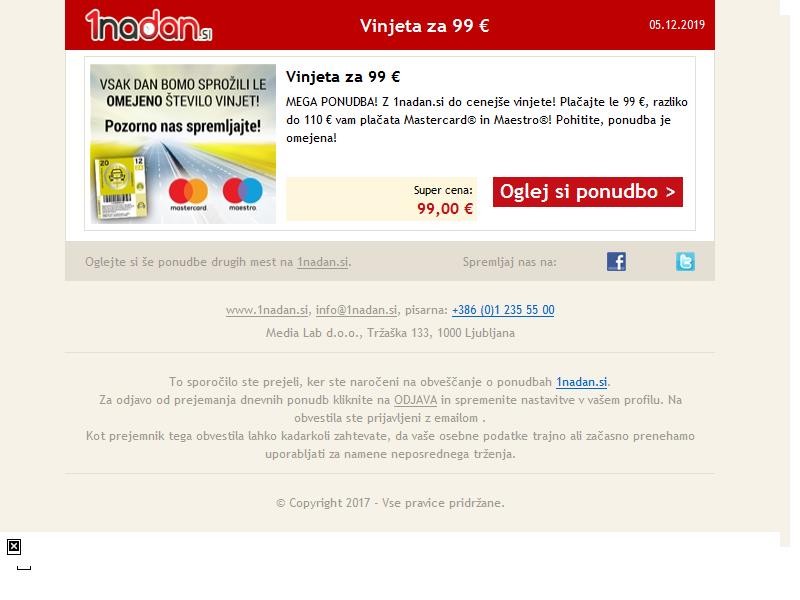 1nadan.si
Vinjeta za 99 €
05.12.2019
VSAK DAN BOMO SPROŽILI LE
OMEJENO ŠTEVILO VINJET!
Pozorno nas spremljajte!
20 12
mastercard. maestro.
Vinjeta za 99 €
MEGA PONUDBA! Z 1nadan.si do cenejše vinjete! Plačajte le 99 €, razliko
do 110 € vam plačata Mastercard® in Maestro®! Pohitite, ponudba je
omejena!
Super cena:
99,00 €
Oglej si ponudbo >
Oglejte si še ponudbe drugih mest na 1nadan.si.
Spremljaj nas na:
www.1nadan.si, info@1nadan.si, pisarna: +386 (0)1 235 55 00
Media Lab d.o.o., Tržaška 133, 1000 Ljubljana
To sporočilo ste prejeli, ker ste naročeni na obveščanje o ponudbah 1nadan.si.
Za odjavo od prejemanja dnevnih ponudb kliknite na ODJAVA in spremenite nastavitve v vašem profilu. Na
obvestila ste prijavljeni z emailom .
Kot prejemnik tega obvestila lahko kadarkoli zahtevate, da vaše osebne podatke trajno ali začasno prenehamo
uporabljati za namene neposrednega trženja.
© Copyright 2017 - Vse pravice pridržane.